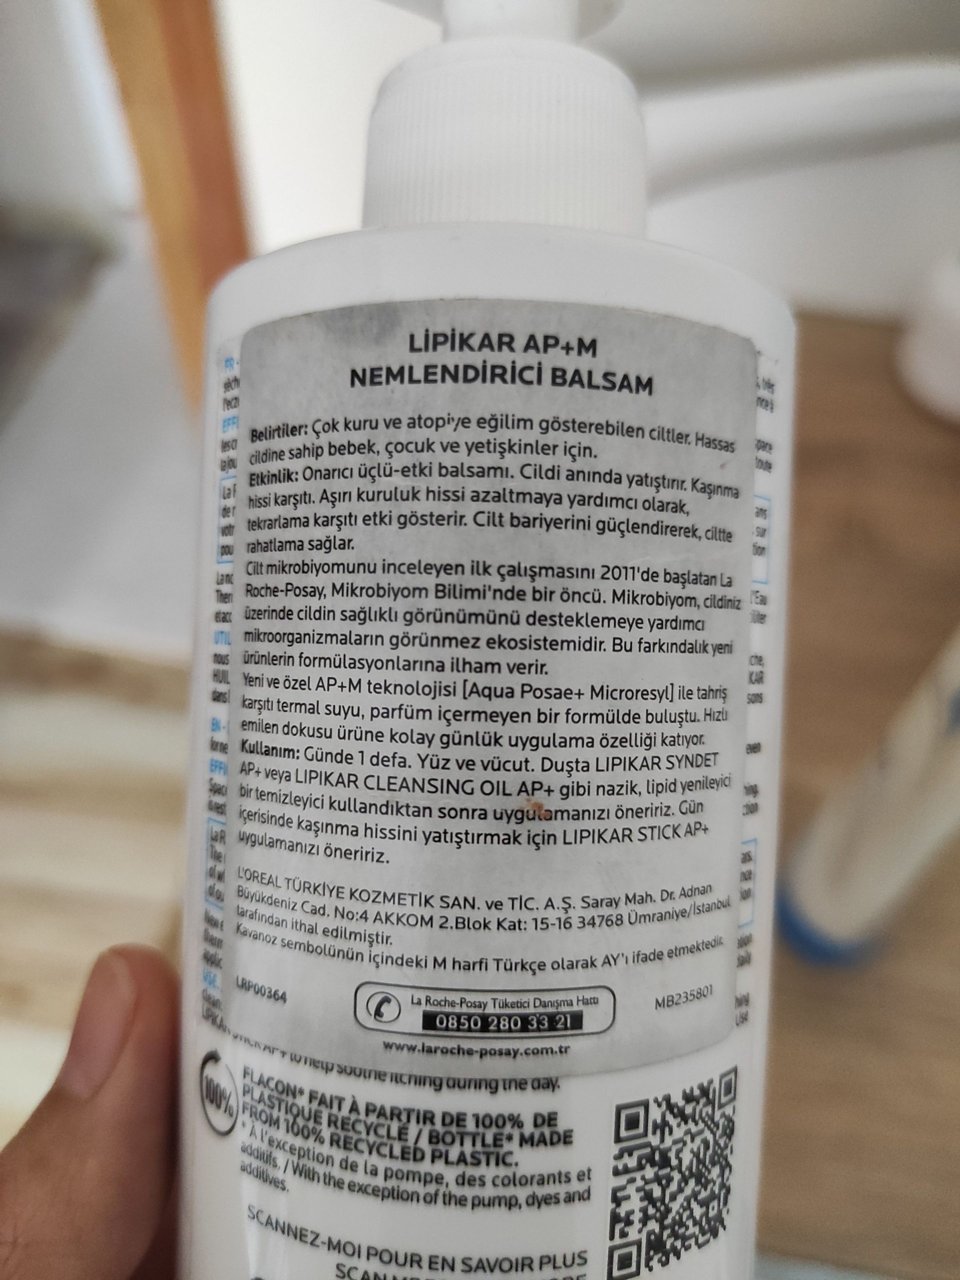 LİPİKAR AP+M
NEMLENDİRİCİ BALSAM
Belirtiler: Çok kuru ve atopiye eğilim gösterebilen ciltler. Hassas
cildine sahip bebek, çocuk ve yetişkinler için.
Etkinlik: Onarıcı üçlü-etki balsamı. Cildi anında yatıştırır. Kaşınma
hissi karşıtı. Aşırı kuruluk hissi azaltmaya yardımcı olarak,
tekrarlama karşıtı etki gösterir. Cilt bariyerini güçlendirerek, ciltte
rahatlama sağlar.
Cilt mikrobiyomunu inceleyen ilk çalışmasını 2011'de başlatan La
Roche-Posay, Mikrobiyom Bilimi'nde bir öncü. Mikrobiyom, cildiniz
üzerinde cildin sağlıklı görünümünü desteklemeye yardımcı
mikroorganizmaların görünmez ekosistemidir. Bu farkındalık yeni
ürünlerin formülasyonlarına ilham verir.
Yeni ve özel AP+M teknolojisi [Aqua Posae+ Microresyl] ile tahriş
karşıtı termal suyu, parfüm içermeyen bir formülde buluştu. Hızlı
emilen dokusu ürüne kolay günlük uygulama özelliği katıyor.
Kullanım: Günde 1 defa. Yüz ve vücut. Duşta LIPIKAR SYNDET
AP+ veya LIPIKAR CLEANSING OIL AP+ gibi nazik, lipid yenileyici
bir temizleyici kullandıktan sonra uygulamanızı öneririz. Gün
içerisinde kaşınma hissini yatıştırmak için LIPIKAR STICK AP+
uygulamanızı öneririz.
L'OREAL TÜRKİYE KOZMETİK SAN. ve TİC. A.Ş. Saray Mah. Dr. Adnan
Büyükdeniz Cad. No:4 AKKOM 2.Blok Kat: 15-16 34768 Ümraniye/İstanbul
tarafından ithal edilmiştir.
Kavanoz sembolünün içindeki M harfi Türkçe olarak AY'ı ifade etmektedir.
LRP00364
La Roche-Posay Tüketici Danışma Hattı
0850 280 33 21
MB235801
www.laroche-posay.com.tr
to help soothe itching during the day.
100%
FLACON* FAIT À PARTIR DE 100% DE
PLASTIQUE RECYCLÉ / BOTTLE* MADE
FROM 100% RECYCLED PLASTIC.
* À l'exception de la pompe, des colorants et
additifs. / With the exception of the pump, dyes and
additives.
SCANNEZ-MOI POUR EN SAVOIR PLUS